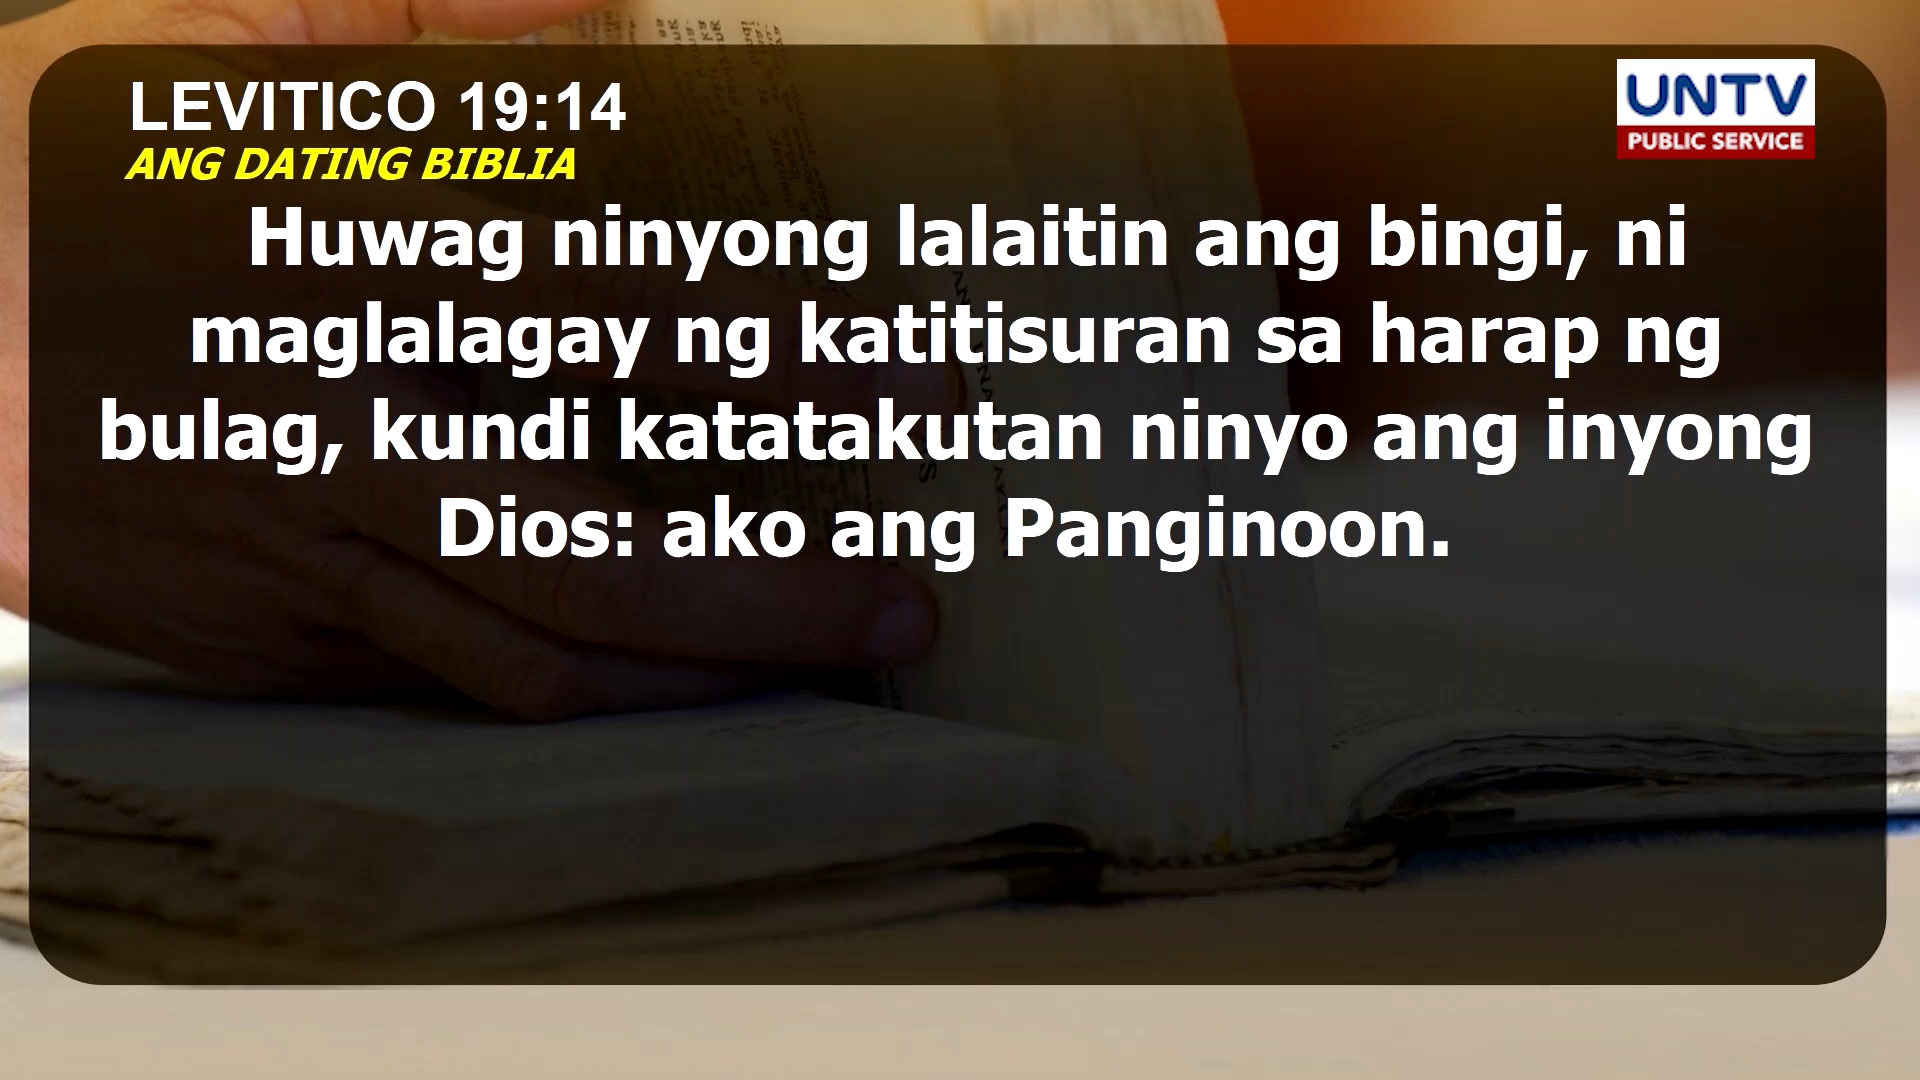 LEVITICO 19:14
ANG DATING BIBLIA
UNTV
PUBLIC SERVICE
Huwag ninyong lalaitin ang bingi, ni
maglalagay ng katitisuran sa harap ng
bulag, kundi katatakutan ninyo ang inyong
Dios: ako ang Panginoon.